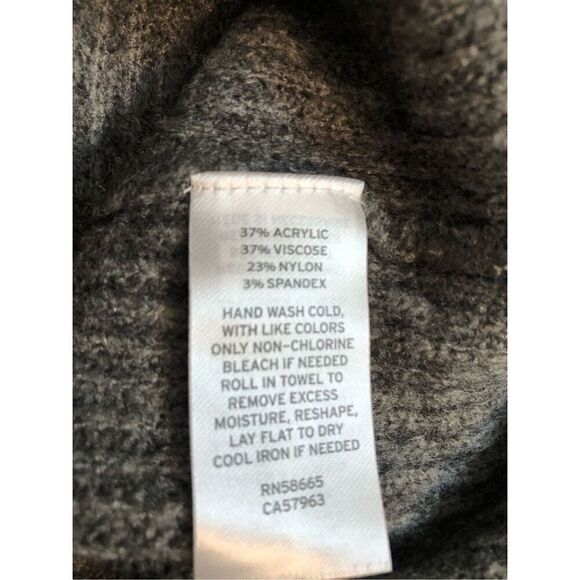 37% ACRYLIC
37% VISCOSE
23% NYLON
3% SPANDEX
HAND WASH COLD,
WITH LIKE COLORS
ONLY NON-CHLORINE
BLEACH IF NEEDED
ROLL IN TOWEL TO
REMOVE EXCESS
MOISTURE, RESHAPE,
LAY FLAT TO DRY
COOL IRON IF NEEDED
RN58665
CA57963